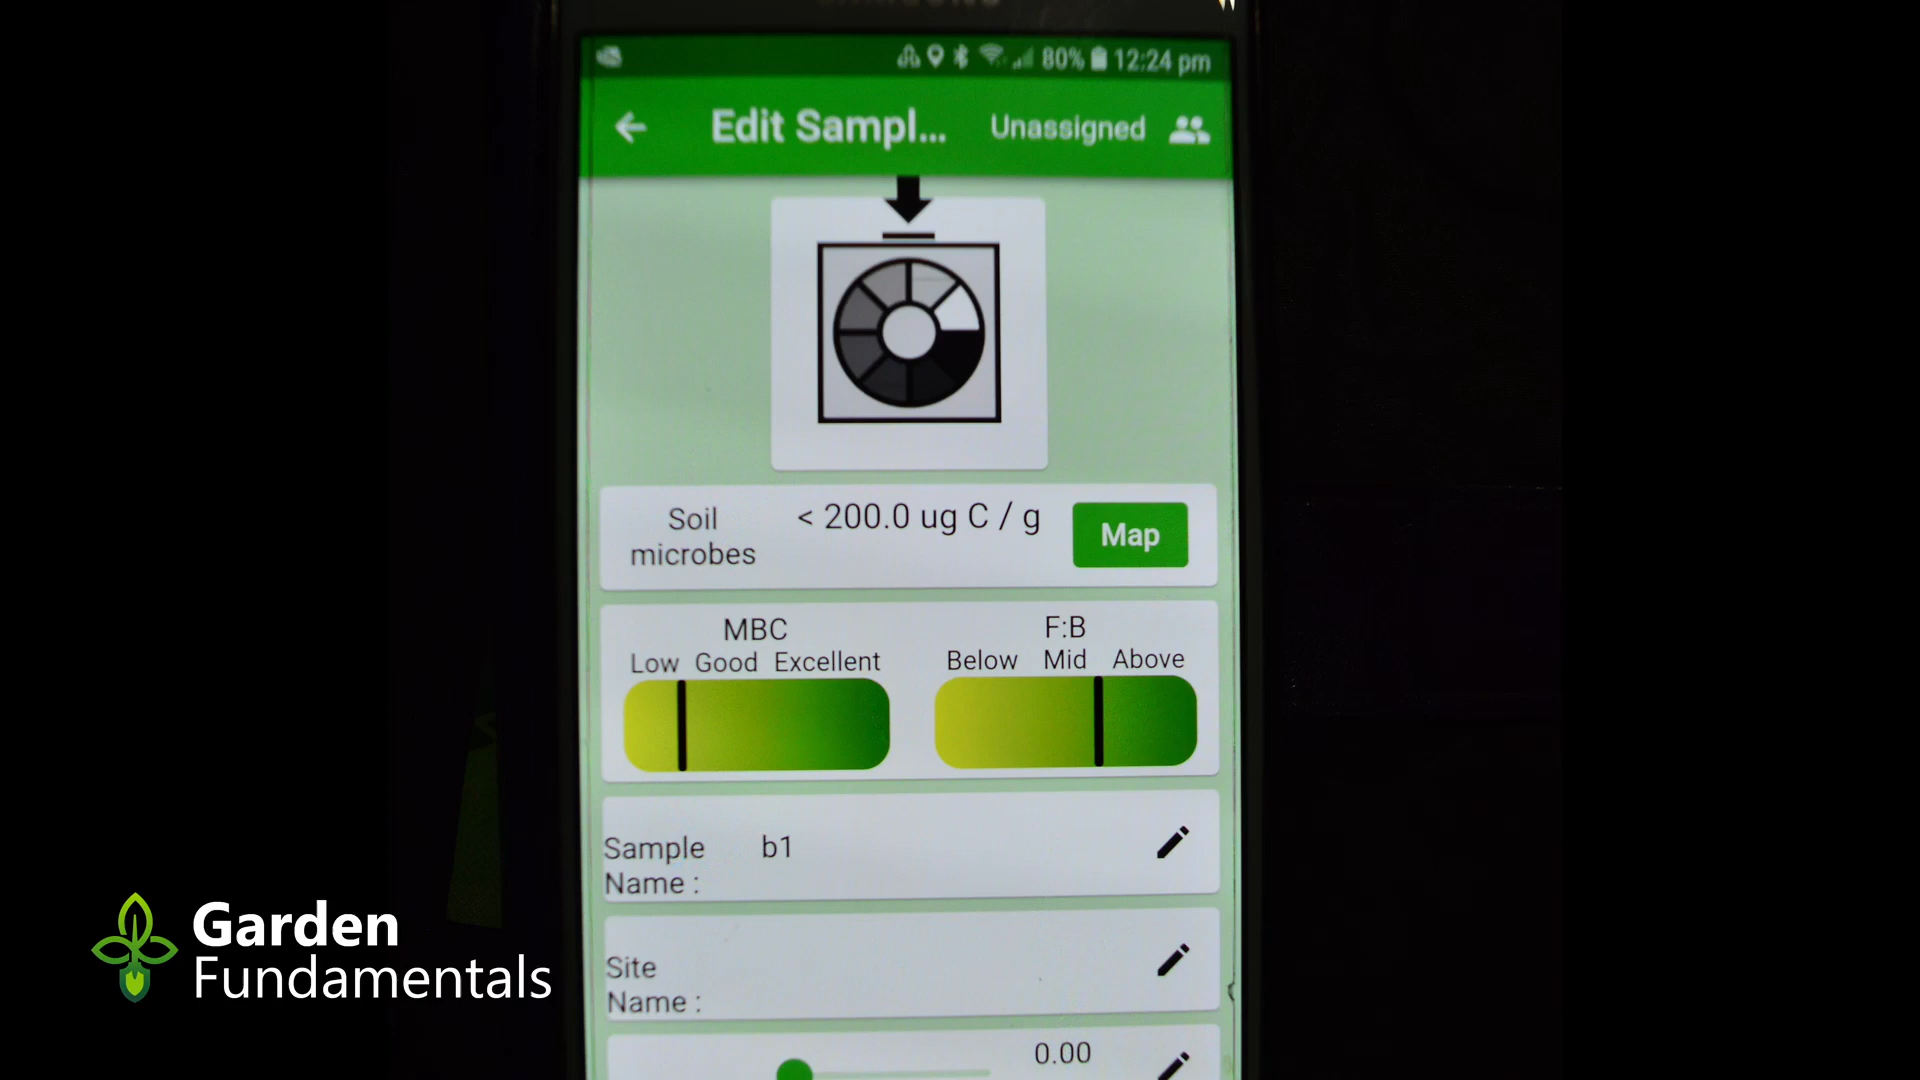 80% 12:24 pm
Edit Sampl... Unassigned
Soil microbes
< 200.0 ug C / g
Map
MBC
Low Good Excellent
F:B
Below Mid Above
Sample Name :
b1
Site Name :
0.00
Garden
Fundamentals